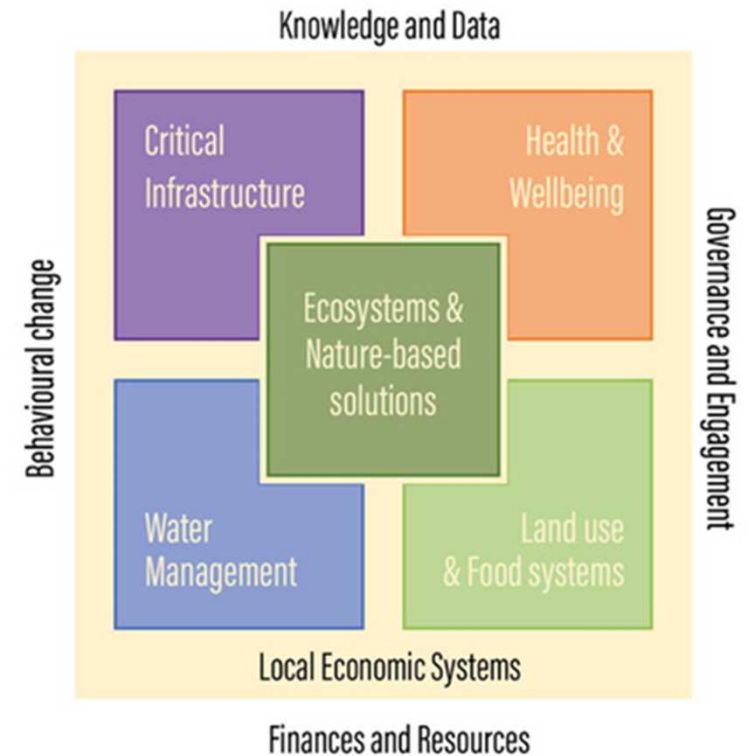 Knowledge and Data
Critical
Infrastructure
Health &
Wellbeing
Behavioural change
Ecosystems &
Nature-based
solutions
Governance and Engagement
Water
Management
Land use
& Food systems
Local Economic Systems
Finances and Resources